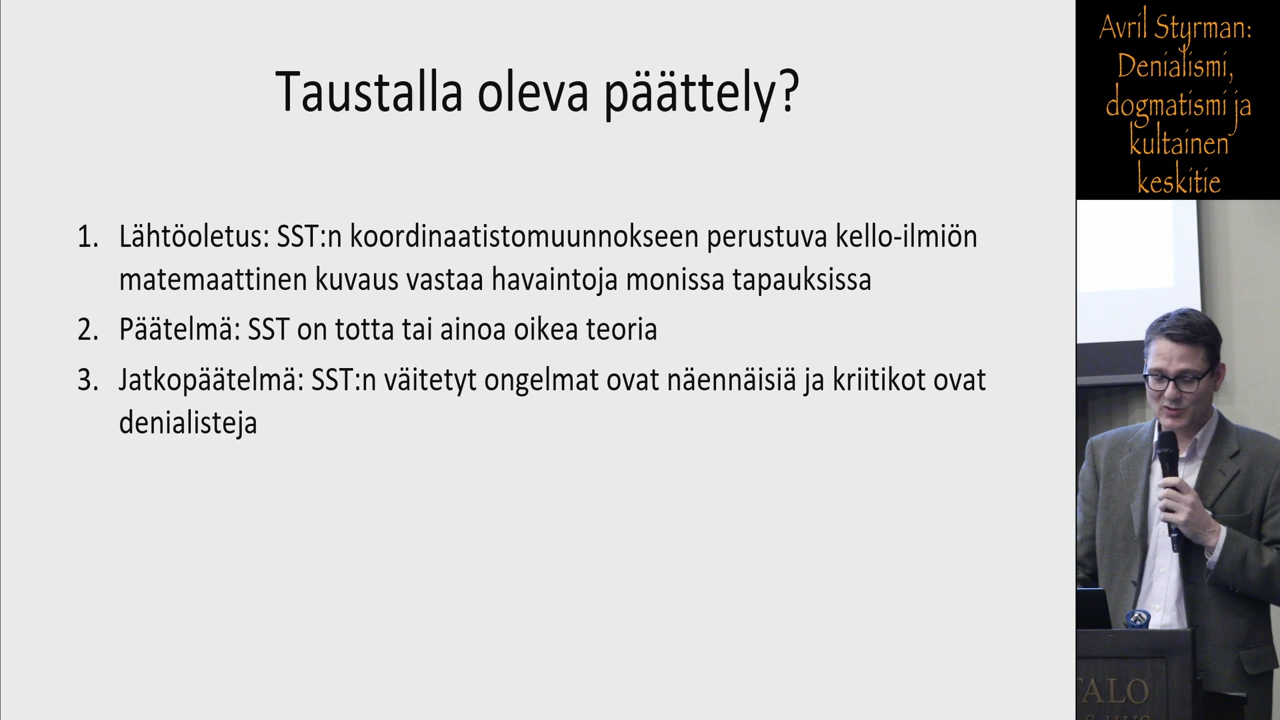 Taustalla oleva päättely?
1. Lähtöoletus: SST:n koordinaatistomuunnokseen perustuva kello-ilmiön
matemaattinen kuvaus vastaa havaintoja monissa tapauksissa
2. Päätelmä: SST on totta tai ainoa oikea teoria
3. Jatkopäätelmä: SST:n väitetyt ongelmat ovat näennäisiä ja kriitikot ovat
denialisteja
Avril Styrman:
Denialismi,
dogmatismi ja
kultainen
keskitie
TALO